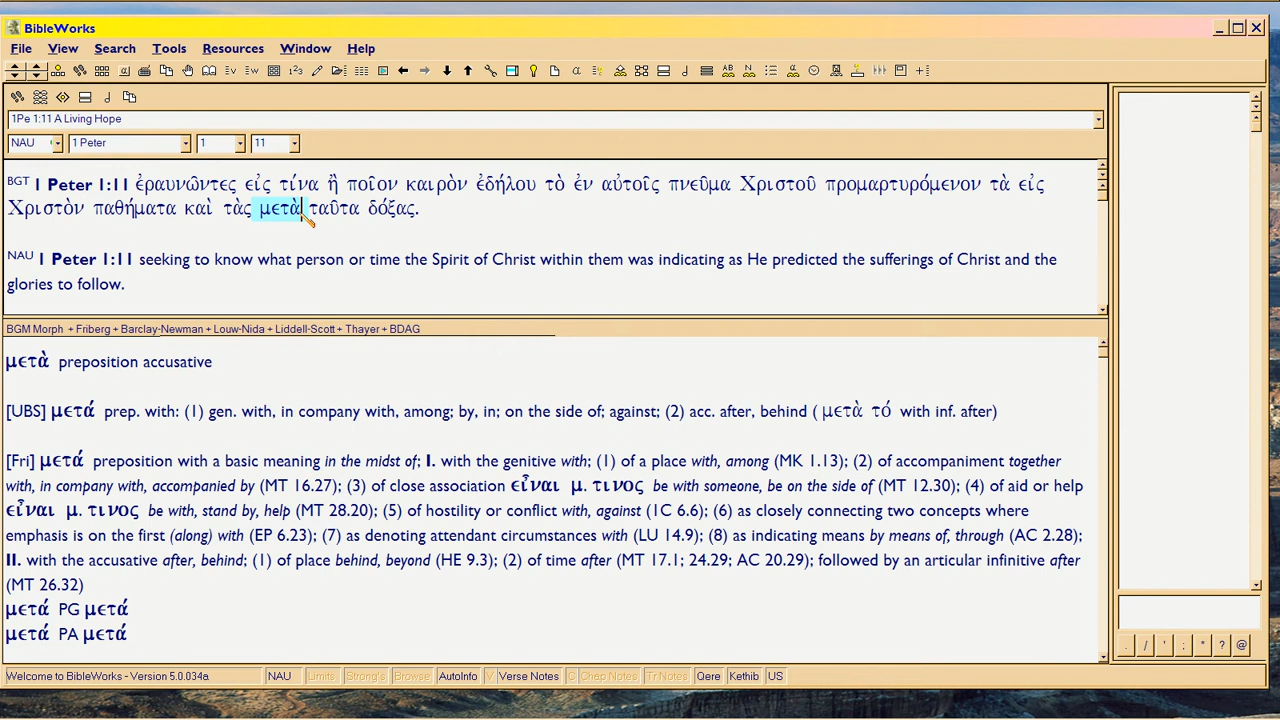 BibleWorks
File View Search Tools Resources Window Help
1Pe 1:11 A Living Hope
NAU 1 Peter 1 11
BGT 1 Peter 1:11 ἐραυνῶντες εἰς τίνα ἢ ποῖον καιρὸν ἐδήλου τὸ ἐν αὐτοῖς πνεῦμα Χριστοῦ προμαρτυρόμενον τὰ εἰς
Χριστὸν παθήματα καὶ τὰς μετὰ ταῦτα δόξας.
NAU 1 Peter 1:11 seeking to know what person or time the Spirit of Christ within them was indicating as He predicted the sufferings of Christ and the
glories to follow.
BGM Morph + Friberg + Barclay-Newman + Louw-Nida + Liddell-Scott + Thayer + BDAG
μετὰ preposition accusative
[UBS] μετά prep. with: (1) gen. with, in company with, among; by, in; on the side of; against; (2) acc. after, behind ( μετὰ τό with inf. after)
[Fri] μετά preposition with a basic meaning in the midst of; I. with the genitive with; (1) of a place with, among (MK 1.13); (2) of accompaniment together
with, in company with, accompanied by (MT 16.27); (3) of close association εἶναι μ. τινος be with someone, be on the side of (MT 12.30); (4) of aid or help
εἶναι μ. τινος be with, stand by, help (MT 28.20); (5) of hostility or conflict with, against (1C 6.6); (6) as closely connecting two concepts where
emphasis is on the first (along) with (EP 6.23); (7) as denoting attendant circumstances with (LU 14.9); (8) as indicating means by means of, through (AC 2.28);
II. with the accusative after, behind; (1) of place behind, beyond (HE 9.3); (2) of time after (MT 17.1; 24.29; AC 20.29); followed by an articular infinitive after
(MT 26.32)
μετά PG μετά
μετά PA μετά
. / ' ; * ? @
Welcome to BibleWorks - Version 5.0.034a NAU Limits Strong's Browse AutoInfo V Verse Notes C Chap Notes Tr Notes Qere Kethib US